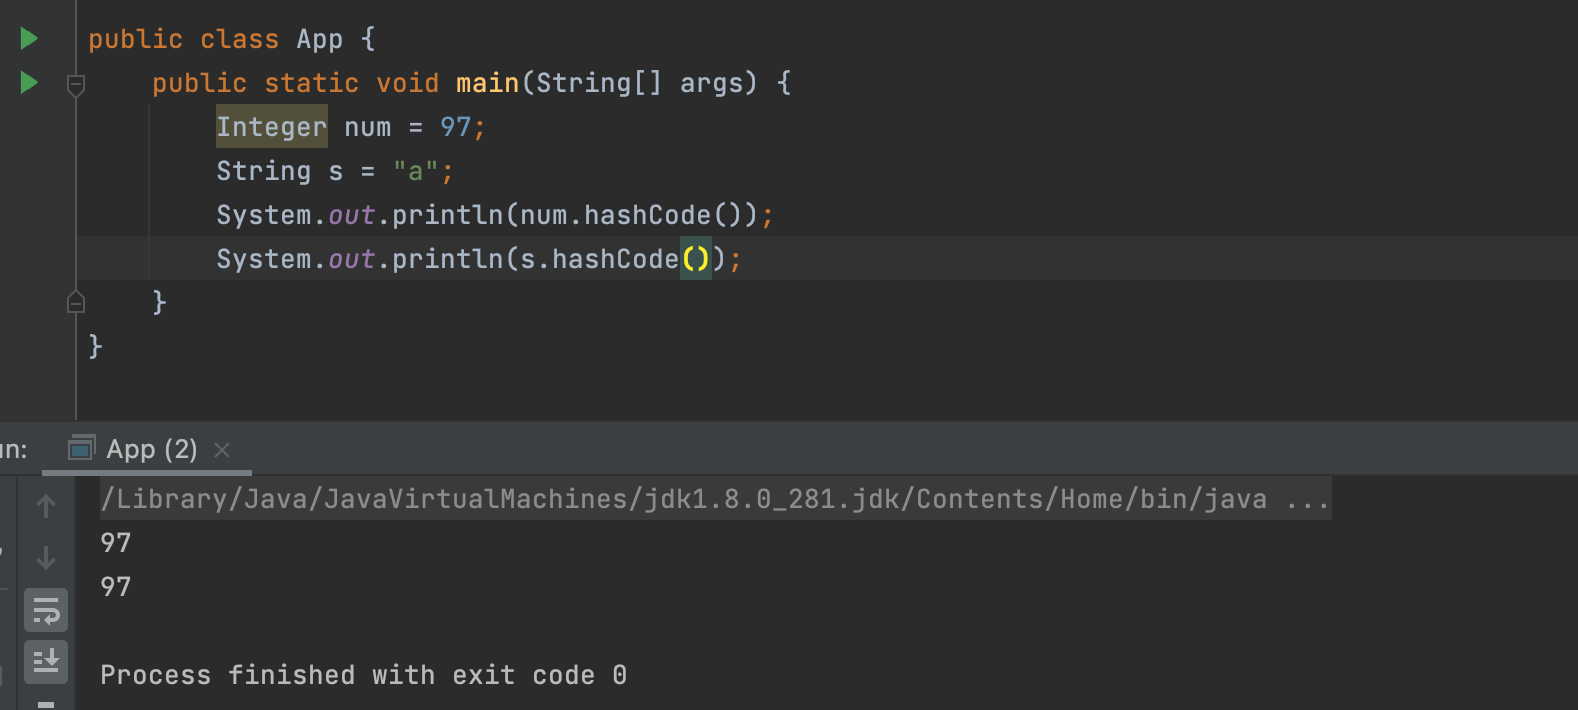 public class App {
public static void main(String[] args) {
Integer num = 97;
String s = "a";
System.out.println(num.hashCode());
System.out.println(s.hashCode());
}
}
App (2)
/Library/Java/JavaVirtualMachines/jdk1.8.0_281.jdk/Contents/Home/bin/java ...
97
97
Process finished with exit code 0